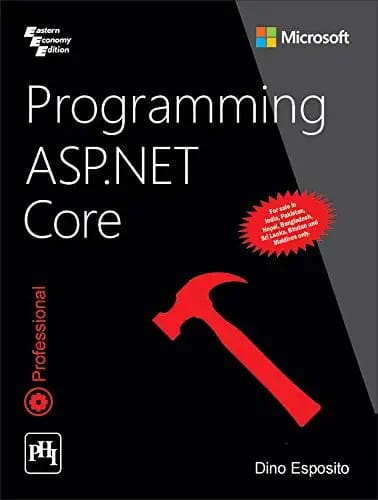 Eastern
Economy
Edition
Microsoft
Programming
ASP.NET
Core
For sale in
India, Pakistan,
Nepal, Bangladesh,
Sri Lanka, Bhutan and
Maldives only.
Professional
PHI
Dino Esposito